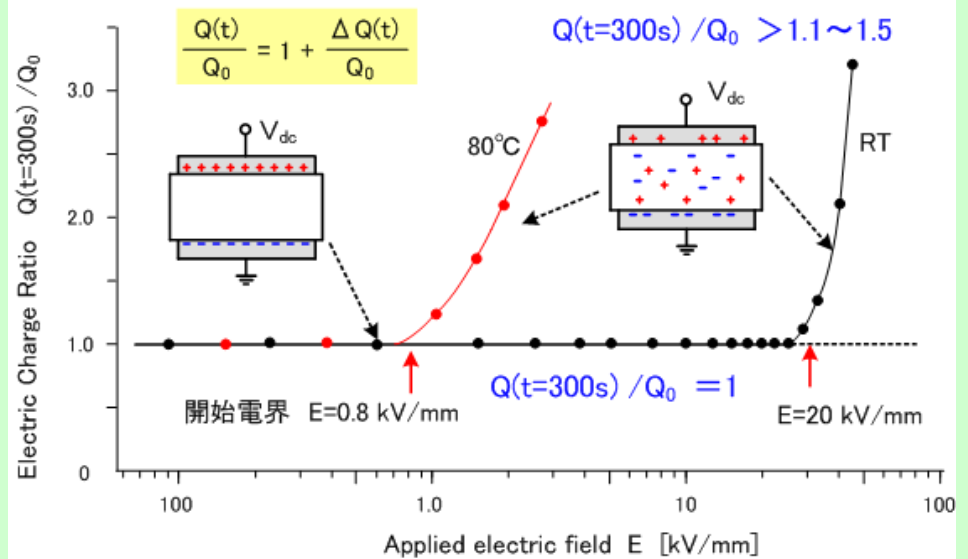 Q(t)
Q₀
= 1 +
Δ Q(t)
Q₀
Q(t=300s) /Q₀ >1.1~1.5
Electric Charge Ratio Q(t=300s) /Q₀
3.0
2.0
1.0
0
Vdc
+ + + + + + + + +
80℃
Vdc
RT
Q(t=300s) /Q₀ =1
開始電界 E=0.8 kV/mm
E=20 kV/mm
100
1.0
10
100
Applied electric field E [kV/mm]